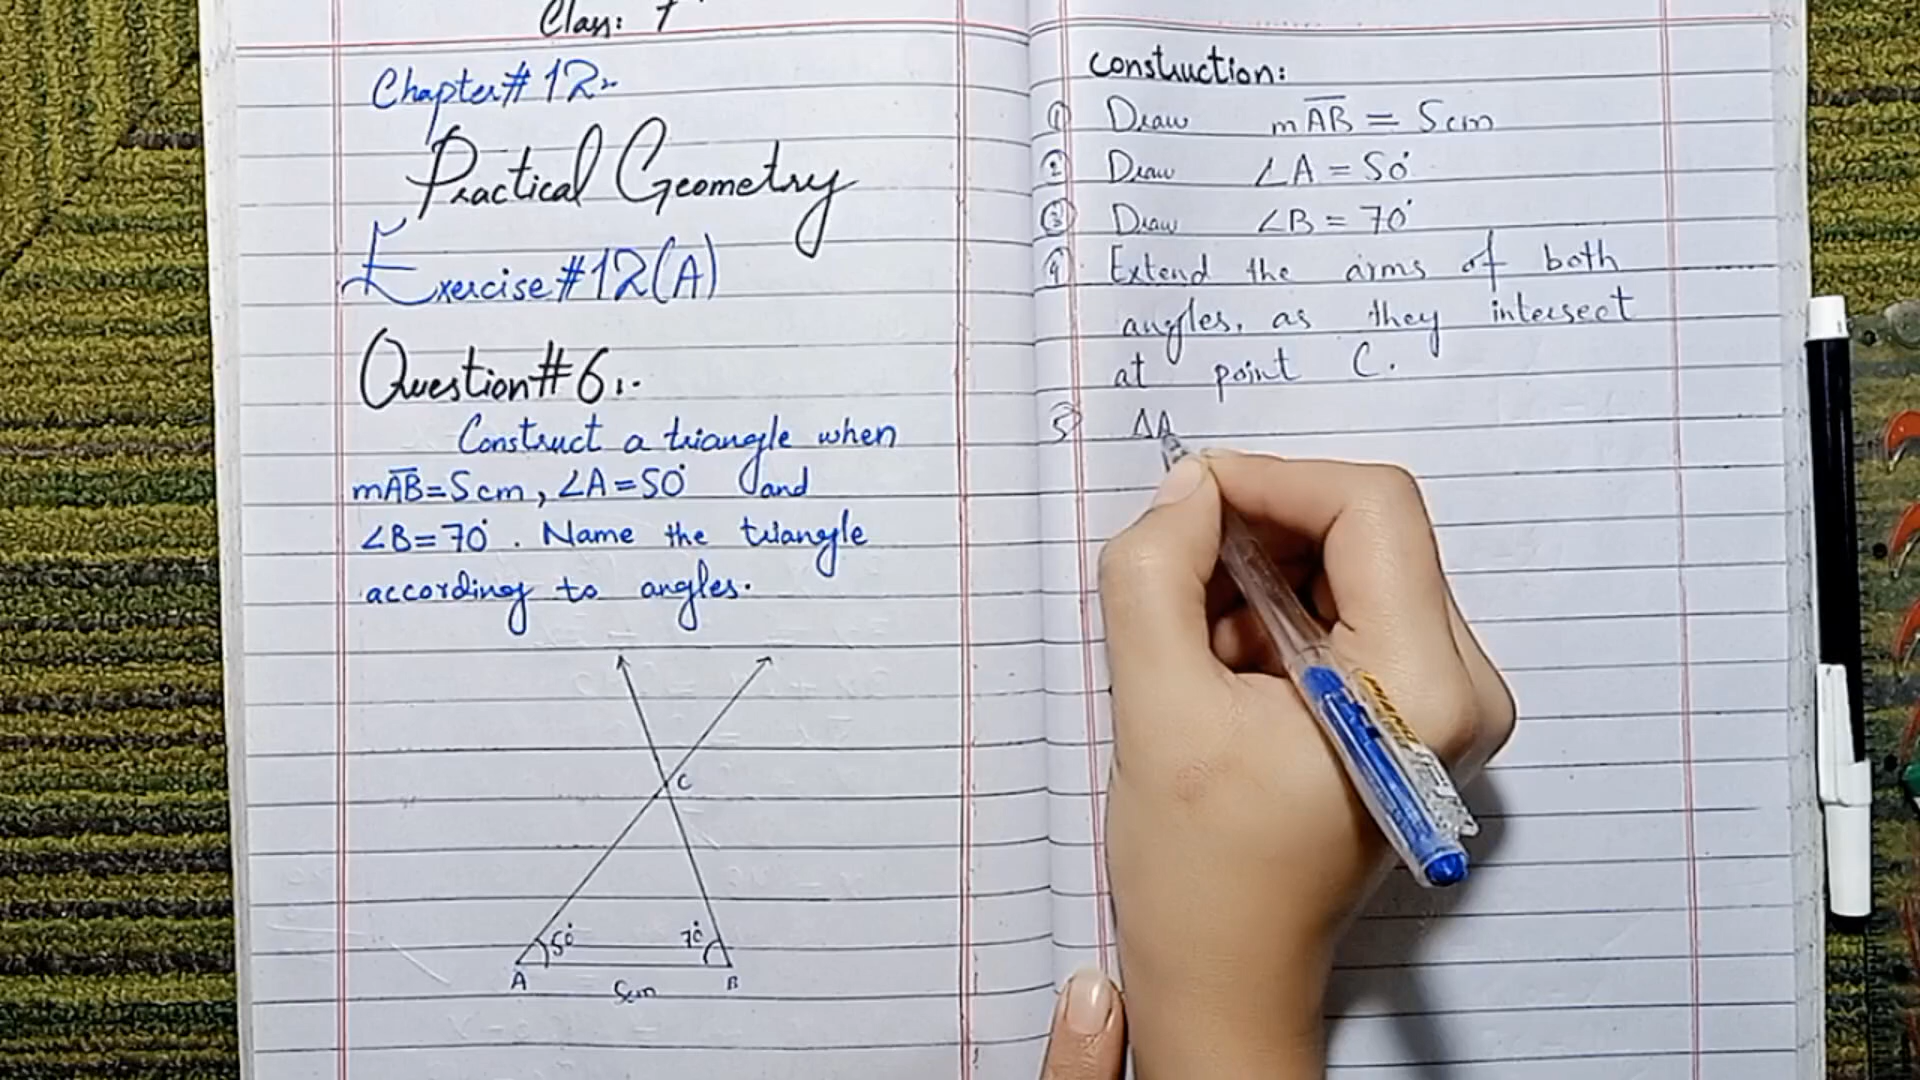 Class: 7
Chapter# 12:-
Practical Geometry
Exercise#12(A)
Question#6:-
Construct a triangle when
mAB̅=5cm, ∠A=50° and
∠B=70°. Name the triangle
according to angles.
C
50° 70°
A B
5cm
construction:
① Draw mAB̅ = 5cm
② Draw ∠A = 50°
③ Draw ∠B = 70°
④ Extend the arms of both
angles, as they intersect
at point C.
⑤ ΔA